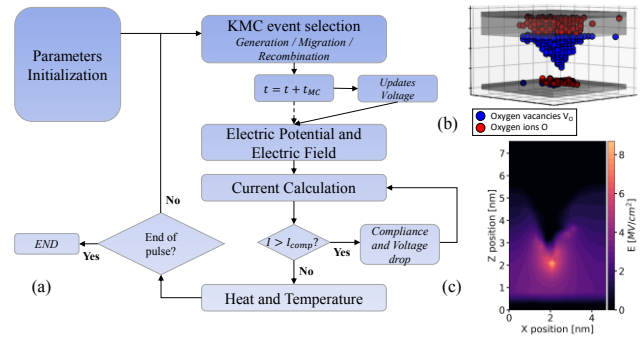 (a)
Parameters
Initialization
KMC event selection
Generation / Migration /
Recombination
t = t + t_MC
Updates
Voltage
Electric Potential and
Electric Field
Current Calculation
I > I_comp?
Yes
Compliance
and Voltage
drop
No
Heat and Temperature
End of
pulse?
No
Yes
END
(b)
Oxygen vacancies V_O
Oxygen ions O
(c)
Z position [nm]
7
6
5
4
3
2
1
0
0
2
4
X position [nm]
8
6
4
2
0
E [MV/cm²]